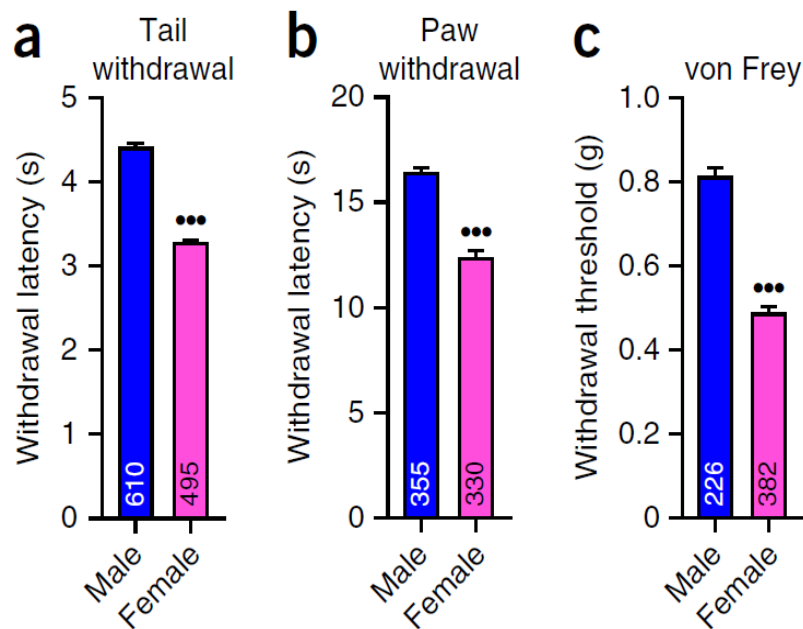 a
Tail
withdrawal
Withdrawal latency (s)
5
4
3
2
1
0
•••
610
495
Male
Female
b
Paw
withdrawal
Withdrawal latency (s)
20
15
10
5
0
•••
355
330
Male
Female
c
von Frey
Withdrawal threshold (g)
1.0
0.8
0.6
0.4
0.2
0
•••
226
382
Male
Female